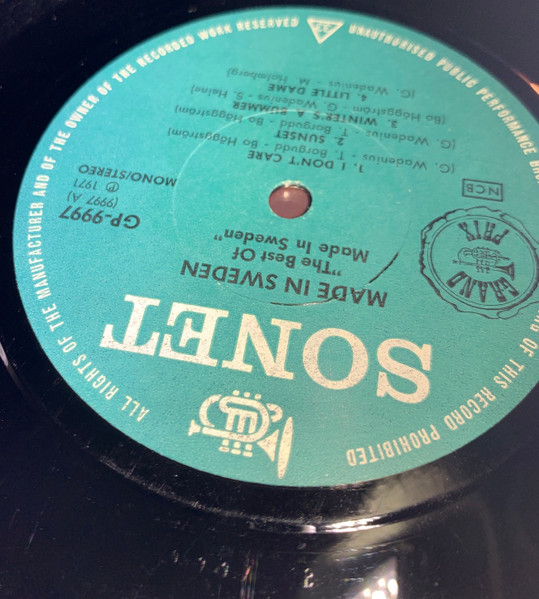 SONET
GRAND
PRIX
MADE IN SWEDEN
"The Best Of
Made In Sweden"
GP-9997
(9997 A)
℗ 1971
MONO/STEREO
NCB
1. I DON'T CARE
(G. Wadenius - T. Borgudd - Bo Häggström)
2. SUNSET
(G. Wadenius - T. Borgudd - Bo Häggström)
3. WINTER'S A BUMMER
(Bo Häggström - G. Wadenius - S. Heine)
4. LITTLE DAME
(G. Wadenius - M. Holmberg)
ALL RIGHTS OF THE MANUFACTURER AND OF THE OWNER OF THE RECORDED WORK RESERVED
UNAUTHORISED PUBLIC PERFORMANCE
NG OF THIS RECORD PROHIBITED